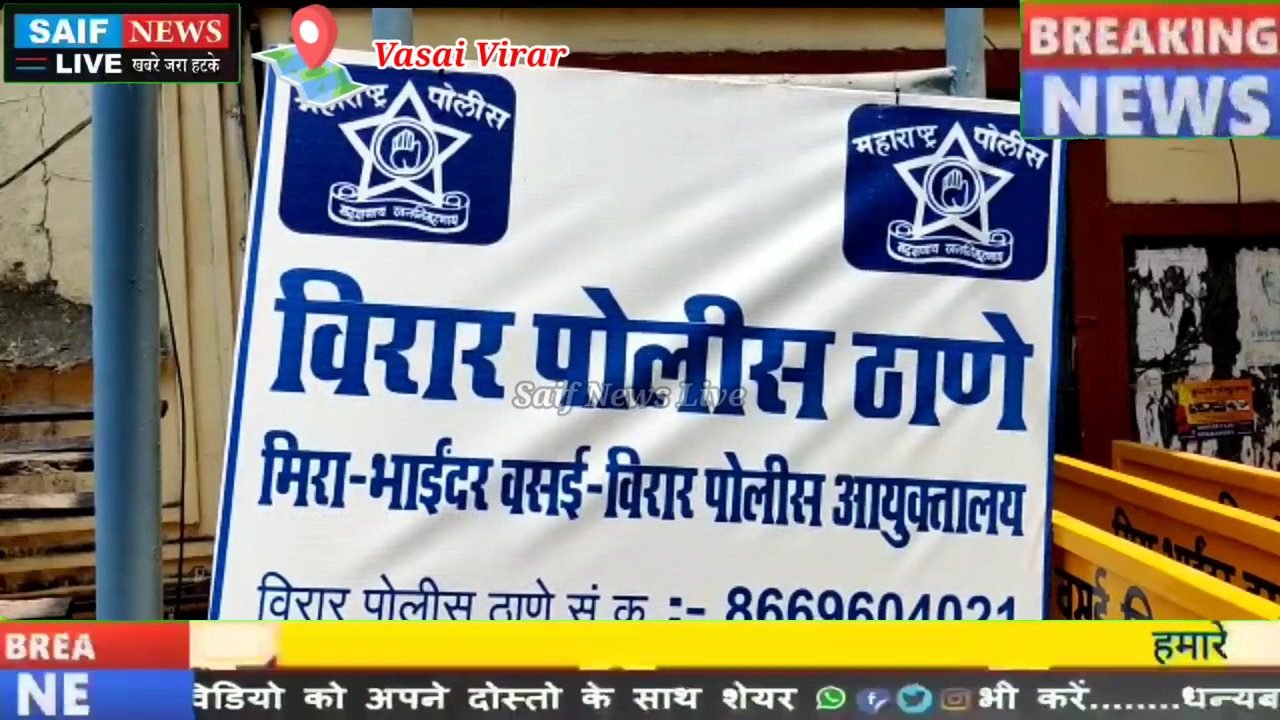 SAIF NEWS
LIVE खबरे जरा हटके
Vasai Virar
BREAKING
NEWS
महाराष्ट्र पोलीस
महाराष्ट्र पोलीस
विरार पोलीस ठाणे
Saif News Live
मिरा-भाईंदर वसई-विरार पोलीस आयुक्तालय
विरार पोलीस ठाणे सं क्र :- 8669604021
BREA
हमारे
NE
विडियो को अपने दोस्तो के साथ शेयर भी करें........धन्यब